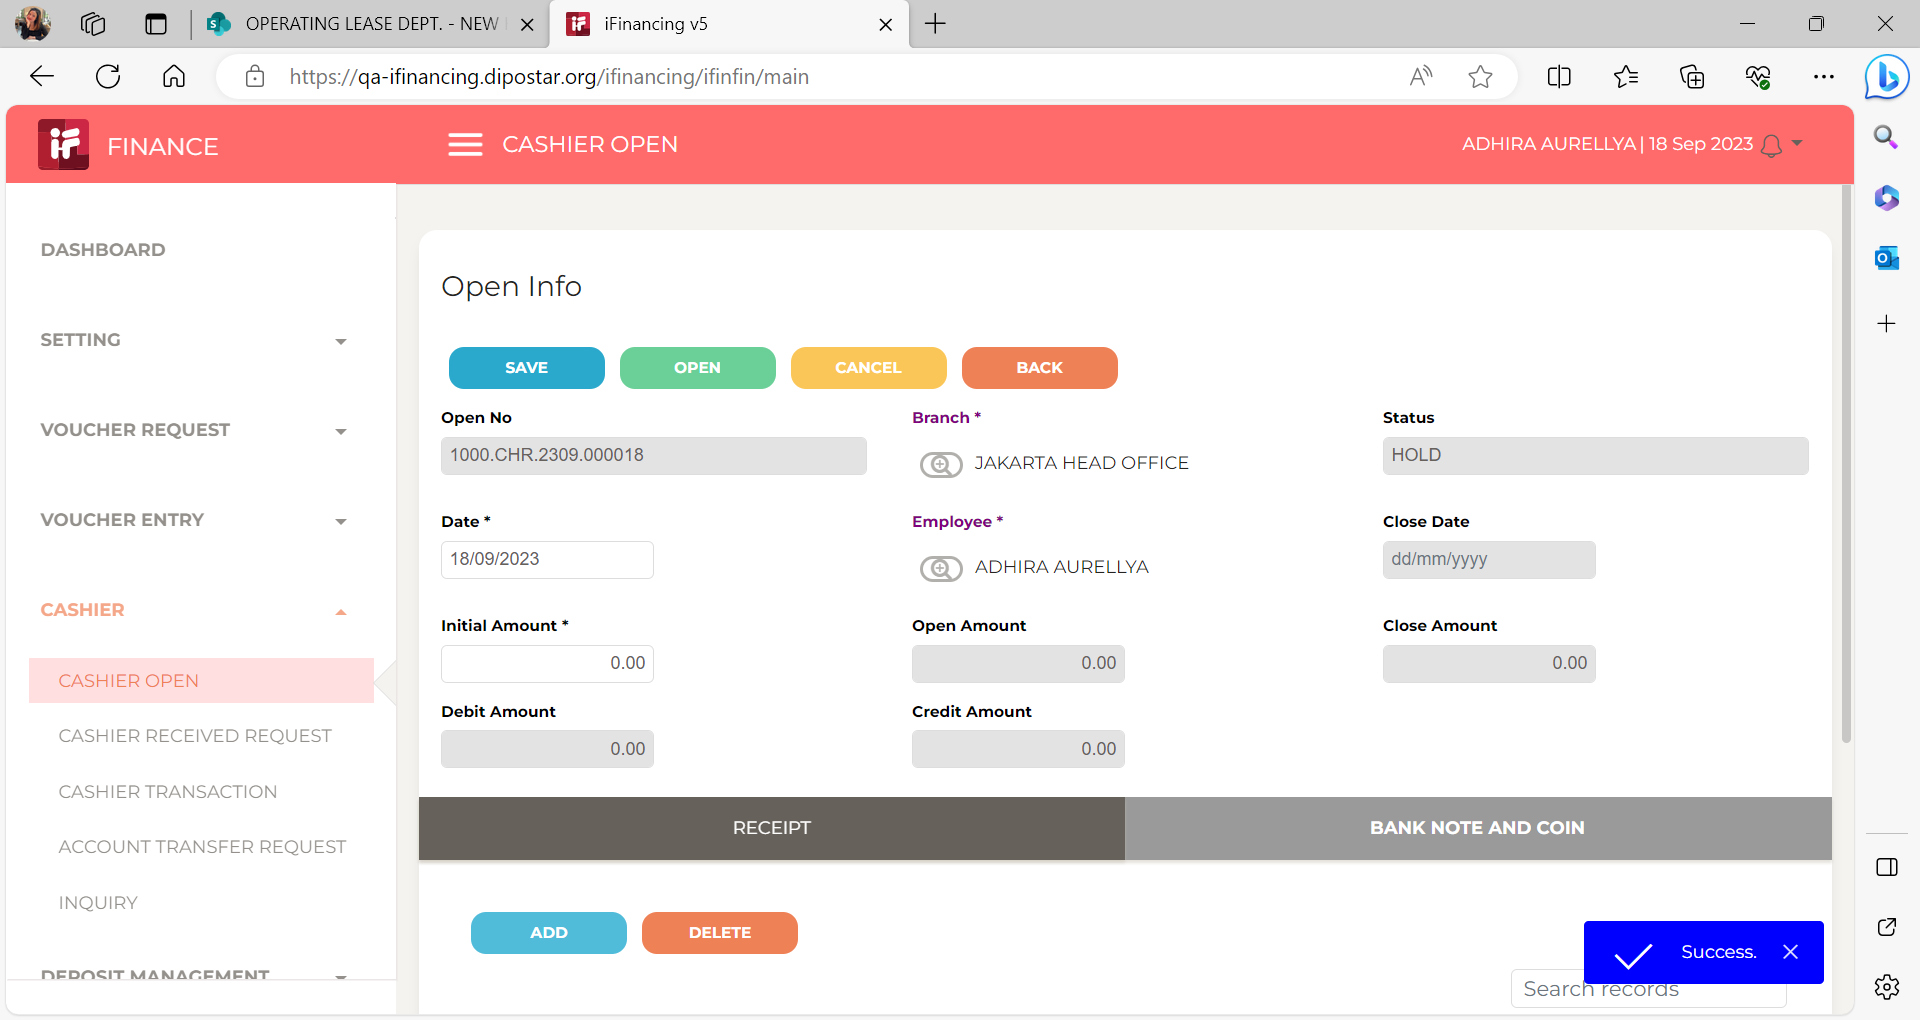 OPERATING LEASE DEPT. - NEW
iFinancing v5
https://qa-ifinancing.dipostar.org/ifinancing/ifinfin/main
iF
FINANCE
CASHIER OPEN
ADHIRA AURELLYA | 18 Sep 2023
DASHBOARD
SETTING
VOUCHER REQUEST
VOUCHER ENTRY
CASHIER
CASHIER OPEN
CASHIER RECEIVED REQUEST
CASHIER TRANSACTION
ACCOUNT TRANSFER REQUEST
INQUIRY
DEPOSIT MANAGEMENT
Open Info
SAVE OPEN CANCEL BACK
Open No Branch * Status
1000.CHR.2309.000018 JAKARTA HEAD OFFICE HOLD
Date * Employee * Close Date
18/09/2023 ADHIRA AURELLYA dd/mm/yyyy
Initial Amount * Open Amount Close Amount
0.00 0.00 0.00
Debit Amount Credit Amount
0.00 0.00
RECEIPT BANK NOTE AND COIN
ADD DELETE
Success.
Search records